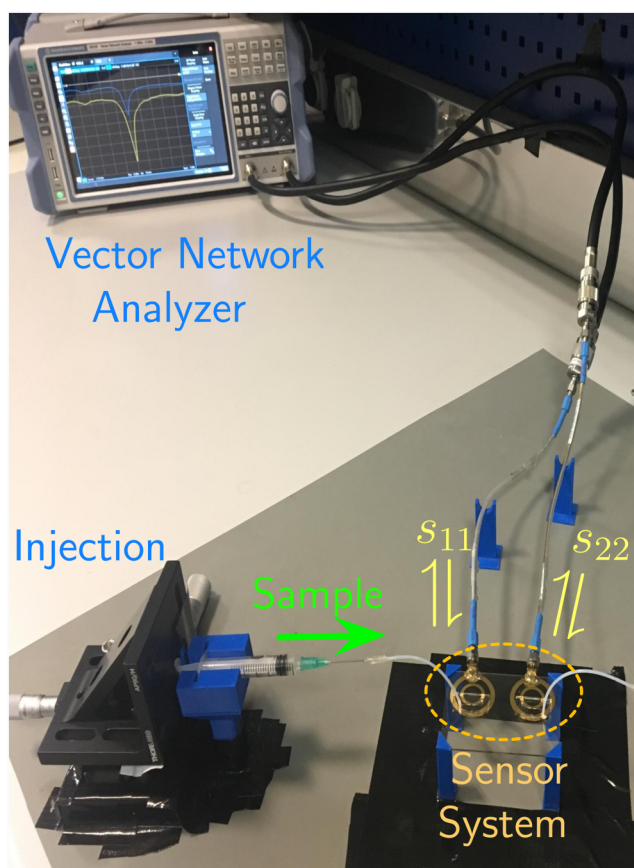 Vector Network
Analyzer
Injection
Sample
s11
s22
Sensor
System